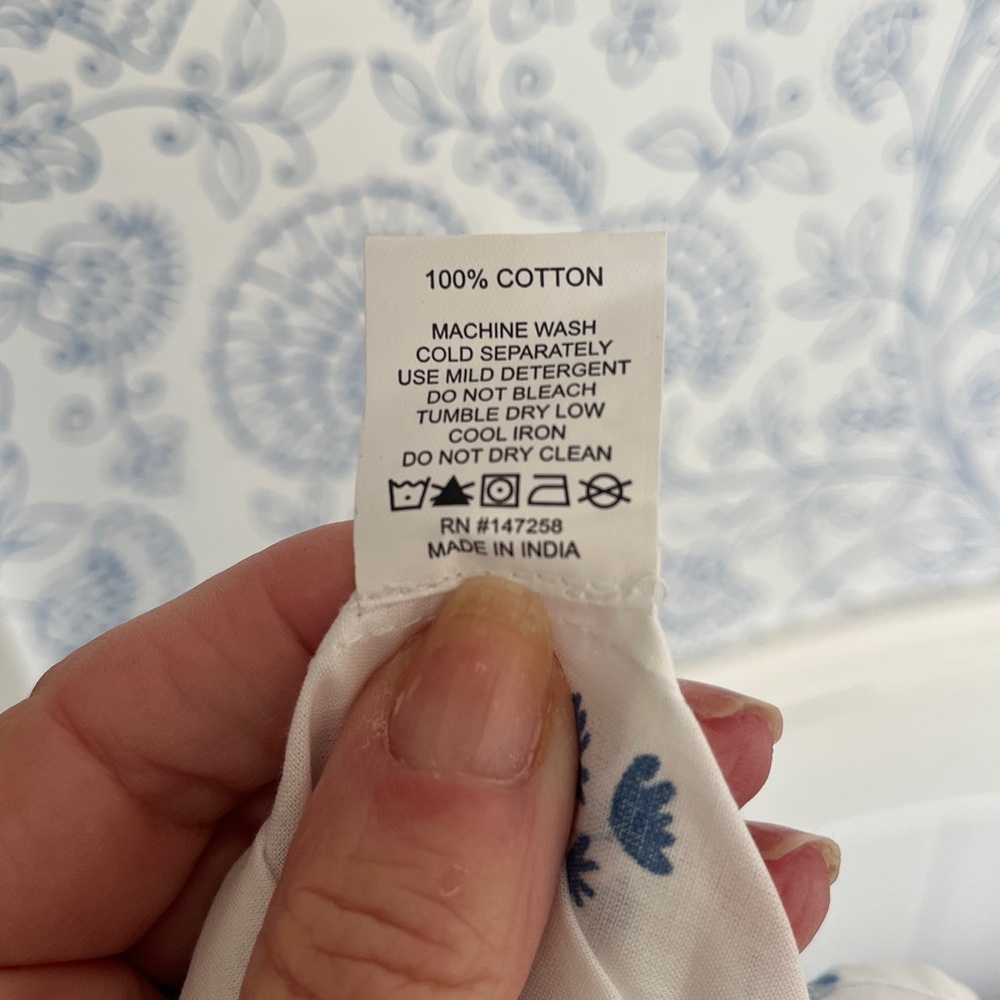 100% COTTON
MACHINE WASH
COLD SEPARATELY
USE MILD DETERGENT
DO NOT BLEACH
TUMBLE DRY LOW
COOL IRON
DO NOT DRY CLEAN
RN #147258
MADE IN INDIA